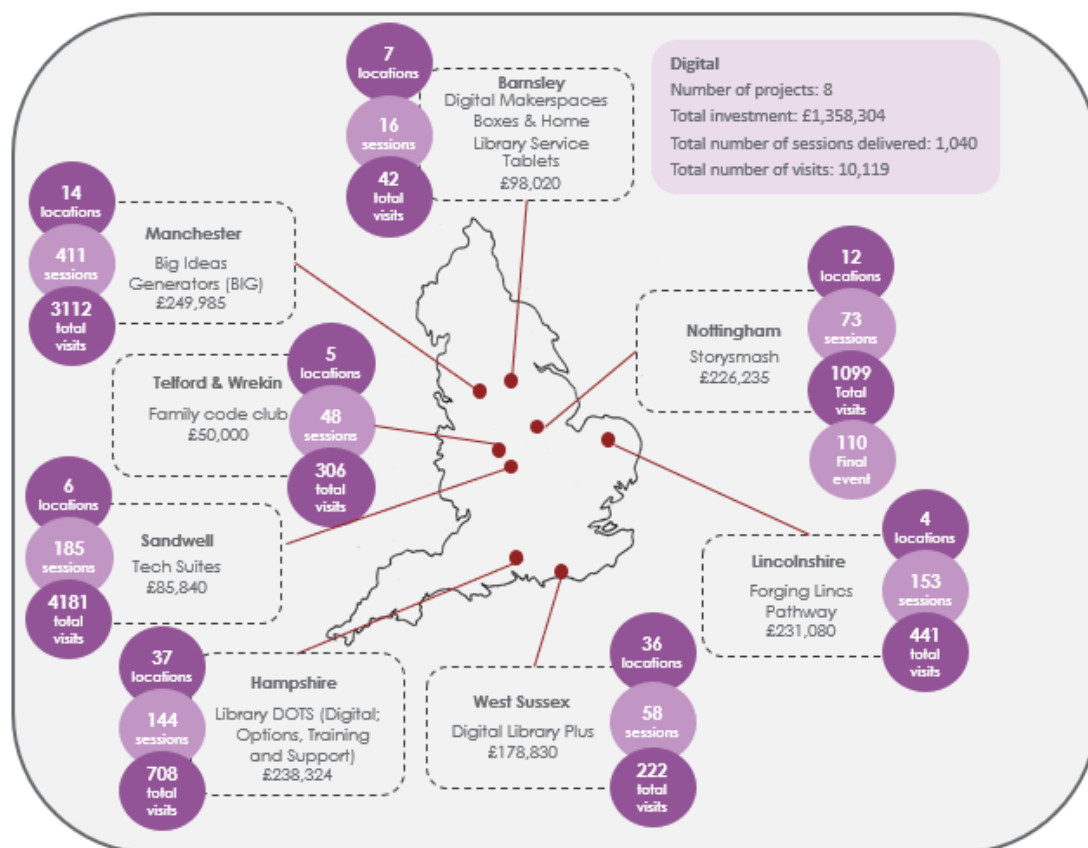 7
locations
16
sessions
42
total
visits
Barnsley
Digital Makerspaces
Boxes & Home
Library Service
Tablets
£98,020
Digital
Number of projects: 8
Total investment: £1,358,304
Total number of sessions delivered: 1,040
Total number of visits: 10,119
14
locations
411
sessions
3112
total
visits
Manchester
Big Ideas
Generators (BIG)
£249,985
12
locations
73
sessions
1099
Total
visits
110
Final
event
Nottingham
Storysmash
£226,235
Telford & Wrekin
Family code club
£50,000
5
locations
48
sessions
306
total
visits
6
locations
185
sessions
4181
total
visits
Sandwell
Tech Suites
£85,840
Lincolnshire
Forging Lincs
Pathway
£231,080
4
locations
153
sessions
441
total
visits
37
locations
144
sessions
708
total
visits
Hampshire
Library DOTS (Digital;
Options, Training
and Support)
£238,324
West Sussex
Digital Library Plus
£178,830
36
locations
58
sessions
222
total
visits